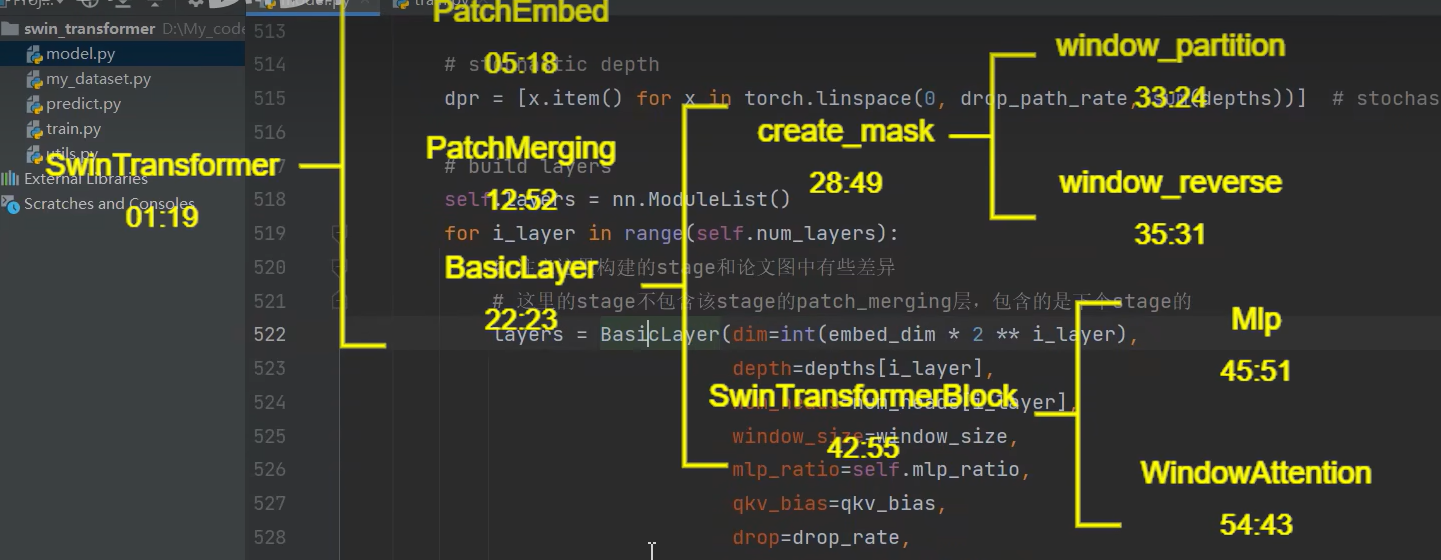 PatchEmbed
05:18
SwinTransformer
01:19
PatchMerging
12:52
BasicLayer
22:23
create_mask
28:49
window_partition
33:24
window_reverse
35:31
SwinTransformerBlock
42:55
Mlp
45:51
WindowAttention
54:43
swin_transformer D:\My_code
model.py
my_dataset.py
predict.py
train.py
utils.py
External Libraries
Scratches and Consoles
513
514 # stochastic depth
515 dpr = [x.item() for x in torch.linspace(0, drop_path_rate, sum(depths))] # stochas
516
# build layers
518 self.layers = nn.ModuleList()
519 for i_layer in range(self.num_layers):
520 构建的stage和论文图中有些差异
521 # 这里的stage不包含该stage的patch_merging层，包含的是下个stage的
522 layers = BasicLayer(dim=int(embed_dim * 2 ** i_layer),
523 depth=depths[i_layer],
524 num_heads=num_heads[i_layer],
525 window_size=window_size,
526 mlp_ratio=self.mlp_ratio,
527 qkv_bias=qkv_bias,
528 drop=drop_rate,